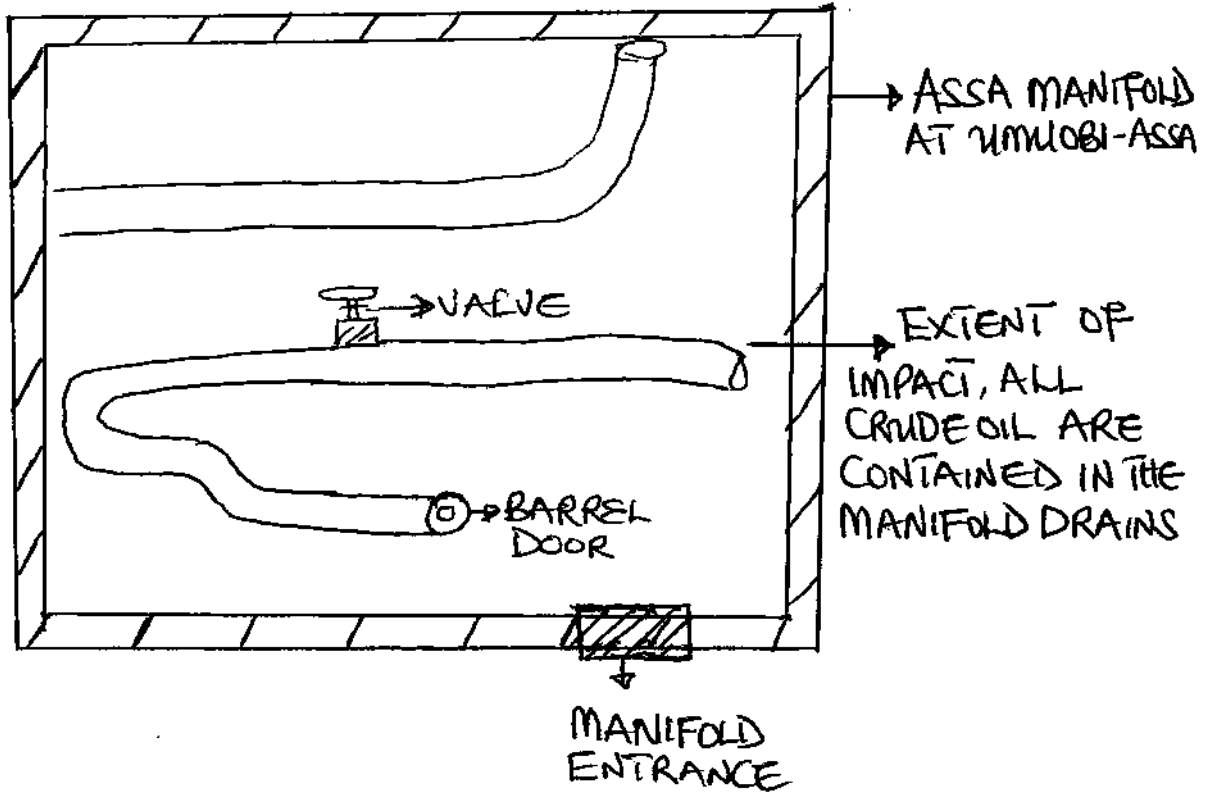 ASSA MANIFOLD
AT UMUOBI-ASSA
VALVE
EXTENT OF
IMPACT, ALL
CRUDE OIL ARE
CONTAINED IN THE
MANIFOLD DRAINS
BARREL
DOOR
MANIFOLD
ENTRANCE